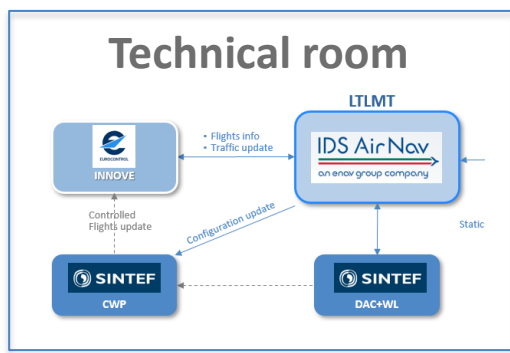 Technical room
LTLMT
• Flights info
• Traffic update
EUROCONTROL
INNOVE
IDS AirNav
an enav group company
Controlled
Flights update
Configuration update
Static
SINTEF
CWP
SINTEF
DAC+WL